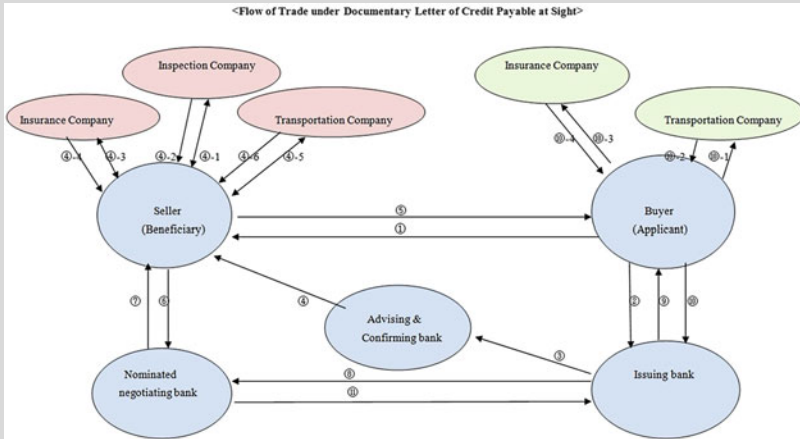 <Flow of Trade under Documentary Letter of Credit Payable at Sight>
Inspection Company
Insurance Company
Insurance Company
Transportation Company
Transportation Company
④-4
④-3
④-2
④-1
④-6
④-5
⑩-4
⑩-3
⑩-2
⑩-1
Seller
(Beneficiary)
⑤
①
Buyer
(Applicant)
⑦
⑥
④
Advising &
Confirming bank
③
②
⑨
⑩
Nominated
negotiating bank
⑧
⑪
Issuing bank